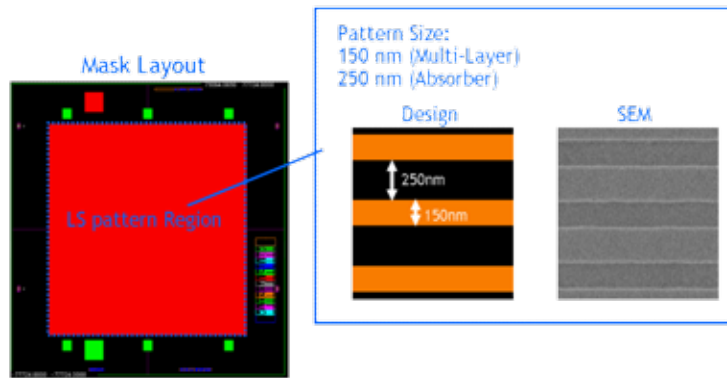 Mask Layout
LS pattern Region
Pattern Size:
150 nm (Multi-Layer)
250 nm (Absorber)
Design
SEM
250nm
150nm